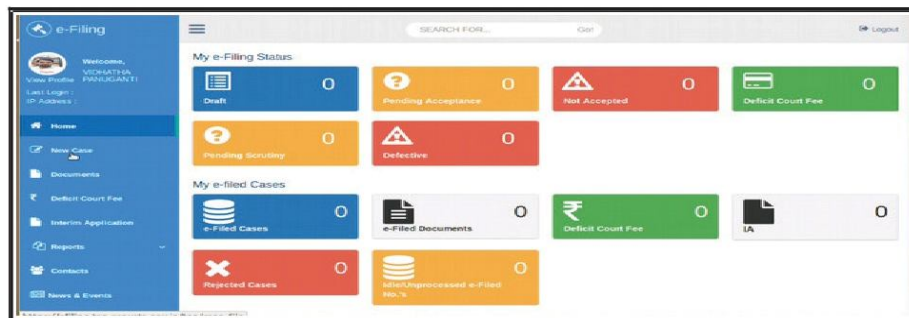 e-Filing
SEARCH FOR...
Go!
Logout
Welcome,
VIDHATHA
PANUGANTI
View Profile
Last Login :
IP Address :
Home
New Case
Documents
₹ Deficit Court Fee
Interim Application
Reports
Contacts
News & Events
My e-Filing Status
0
Draft
0
Pending Acceptance
0
Not Accepted
0
Deficit Court Fee
0
Pending Scrutiny
0
Defective
My e-filed Cases
0
e-Filed Cases
0
e-Filed Documents
₹ 0
Deficit Court Fee
0
IA
0
Rejected Cases
0
Idle/Unprocessed e-Filed
No.'s